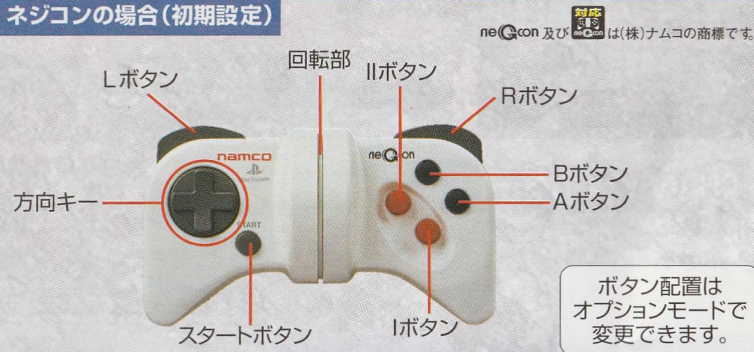 ネジコンの場合(初期設定)
neGcon 及び 対応 neGcon は(株)ナムコの商標です。
回転部
IIボタン
Lボタン
Rボタン
namco
neGcon
PlayStation
Bボタン
方向キー
Aボタン
START
ボタン配置は
オプションモードで
変更できます。
スタートボタン
Iボタン